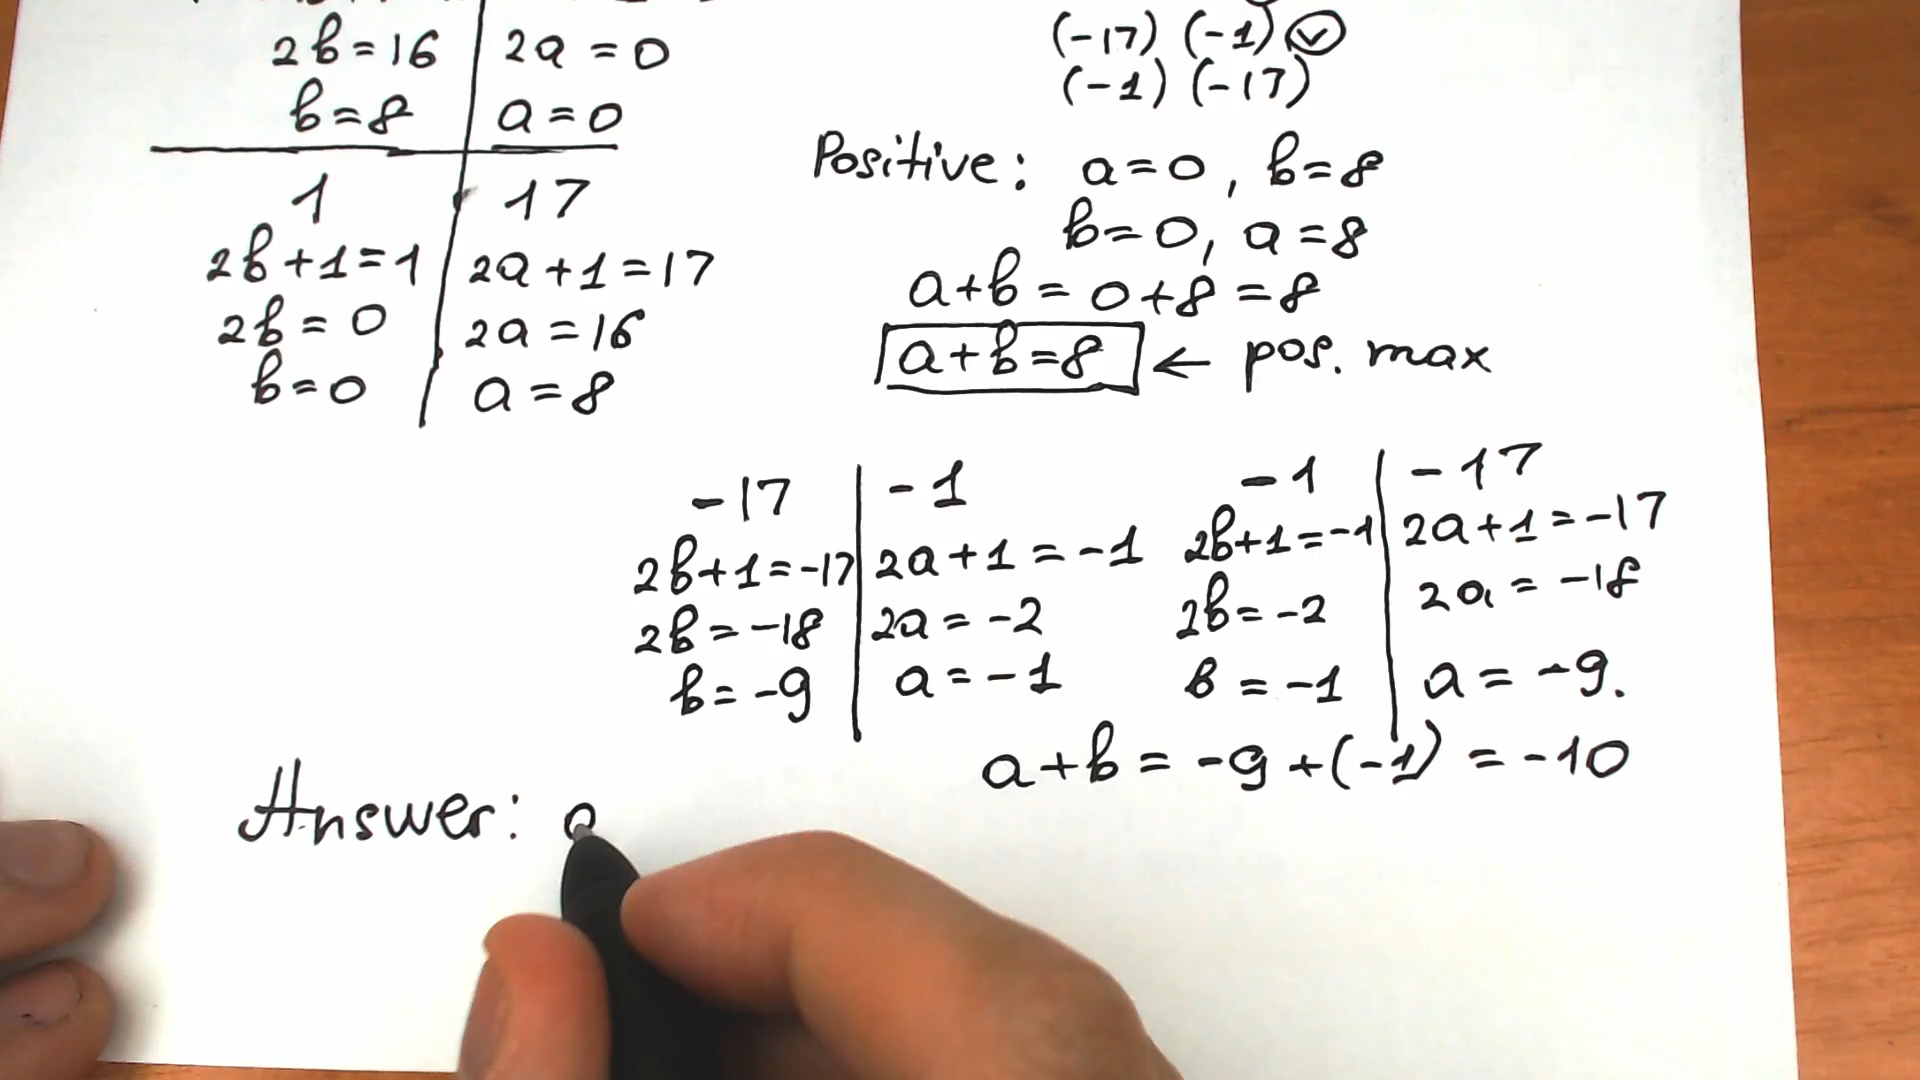 2b=16 2a=0
b=8 a=0
1 17
2b+1=1 2a+1=17
2b=0 2a=16
b=0 a=8
(-17) (-1)
(-1) (-17)
Positive: a=0, b=8
b=0, a=8
a+b=0+8=8
a+b=8 ← pos. max
-17 -1
2b+1=-17 2a+1=-1
2b=-18 2a=-2
b=-9 a=-1
-1 -17
2b+1=-1 2a+1=-17
2b=-2 2a=-18
b=-1 a=-9.
a+b=-9+(-1)=-10
Answer: